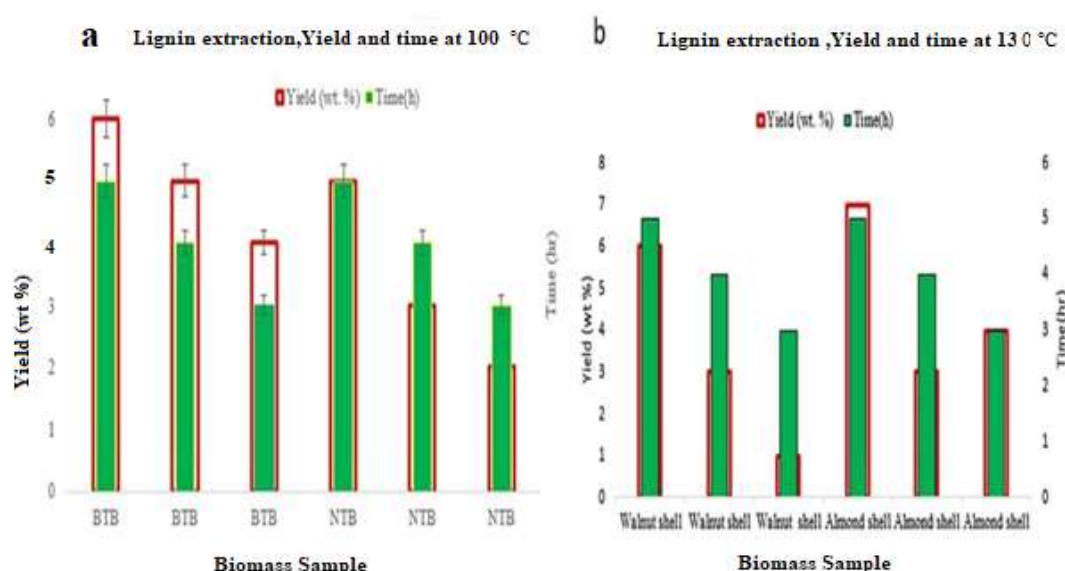 a Lignin extraction,Yield and time at 100 °C
Yield (wt. %) Time(h)
6
5
4
3
2
1
0
Yield (wt %)
Time (hr)
BTB BTB BTB NTB NTB NTB
Biomass Sample
b Lignin extraction ,Yield and time at 130 °C
Yield (wt. %) Time(h)
8
7
6
5
4
3
2
1
0
Yield (wt %)
6
5
4
3
2
1
0
Time(hr)
Walnut shell Walnut shell Walnut shell Almond shell Almond shell Almond shell
Biomass Sample